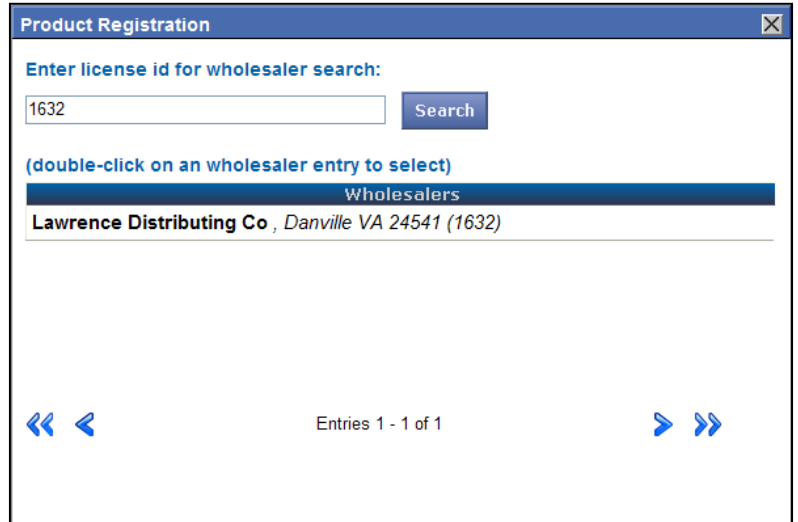 Product Registration
Enter license id for wholesaler search:
1632
Search
(double-click on an wholesaler entry to select)
Wholesalers
Lawrence Distributing Co , Danville VA 24541 (1632)
Entries 1 - 1 of 1